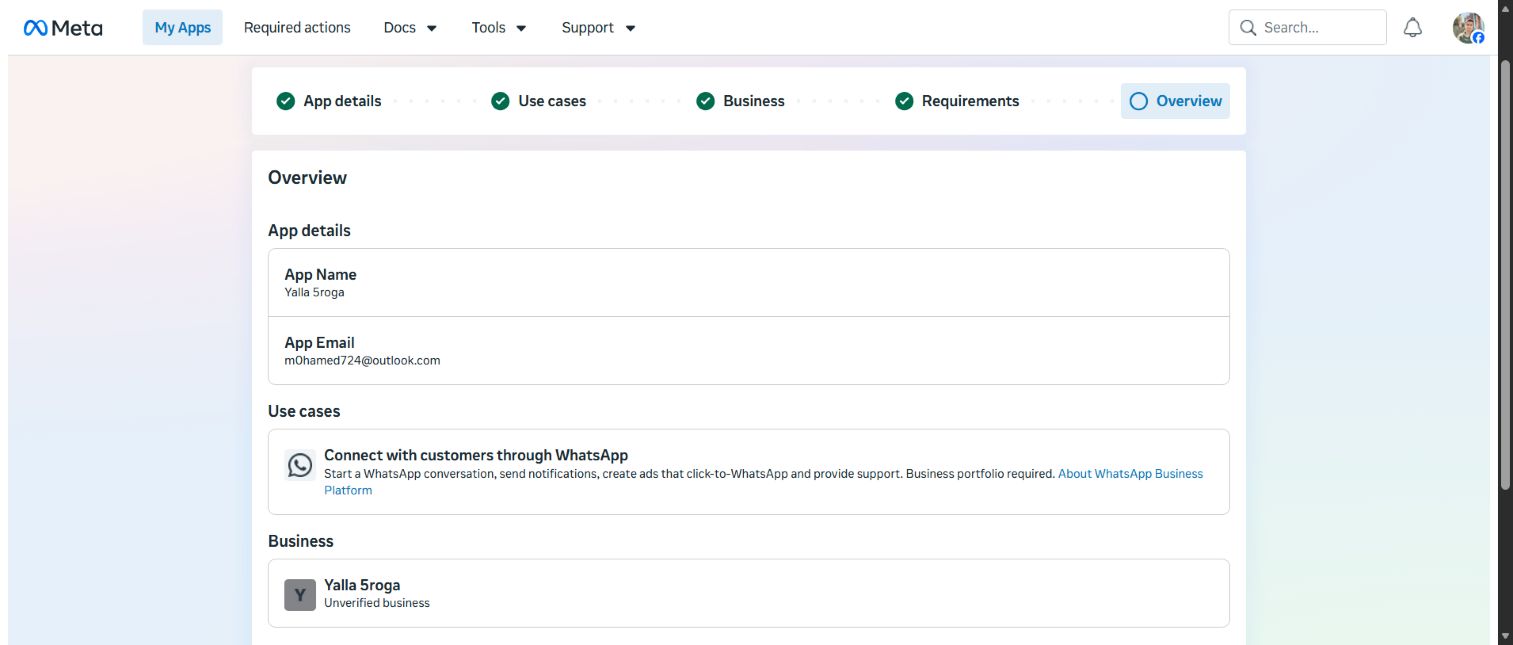 Meta
My Apps
Required actions
Docs
Tools
Support
Search...
App details
Use cases
Business
Requirements
Overview
Overview
App details
App Name
Yalla 5roga
App Email
m0hamed724@outlook.com
Use cases
Connect with customers through WhatsApp
Start a WhatsApp conversation, send notifications, create ads that click-to-WhatsApp and provide support. Business portfolio required. About WhatsApp Business
Platform
Business
Y
Yalla 5roga
Unverified business